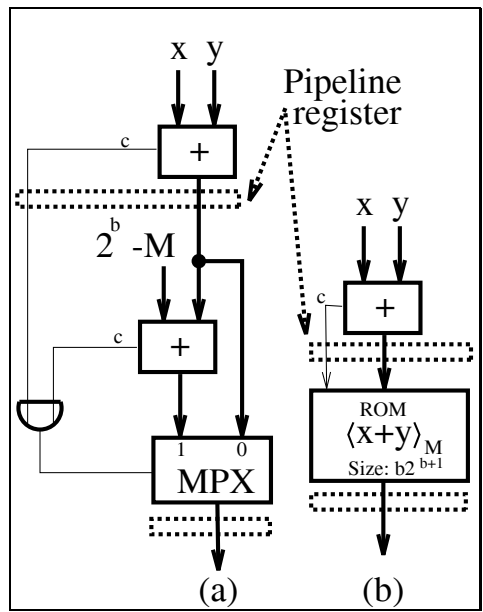 x y
Pipeline
register
c
+
2^b -M
x y
c
+
c
+
ROM
⟨x+y⟩_M
Size: b2^{b+1}
1 0
MPX
(a) (b)